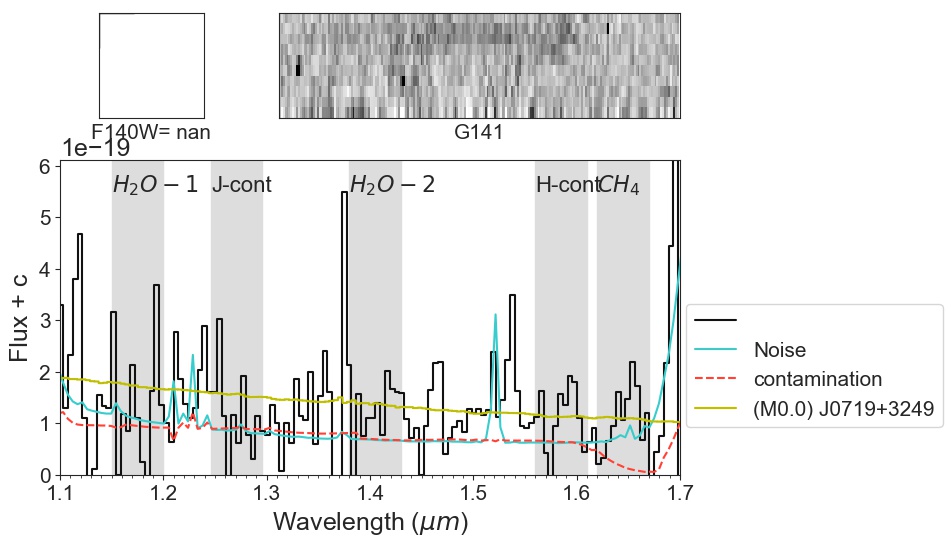 F140W= nan
G141
1e−19
H₂O − 1 J-cont H₂O − 2 H-cont CH₄
6
5
4
3
2
1
0
Flux + c
1.1 1.2 1.3 1.4 1.5 1.6 1.7
Wavelength (μm)
Noise
contamination
(M0.0) J0719+3249